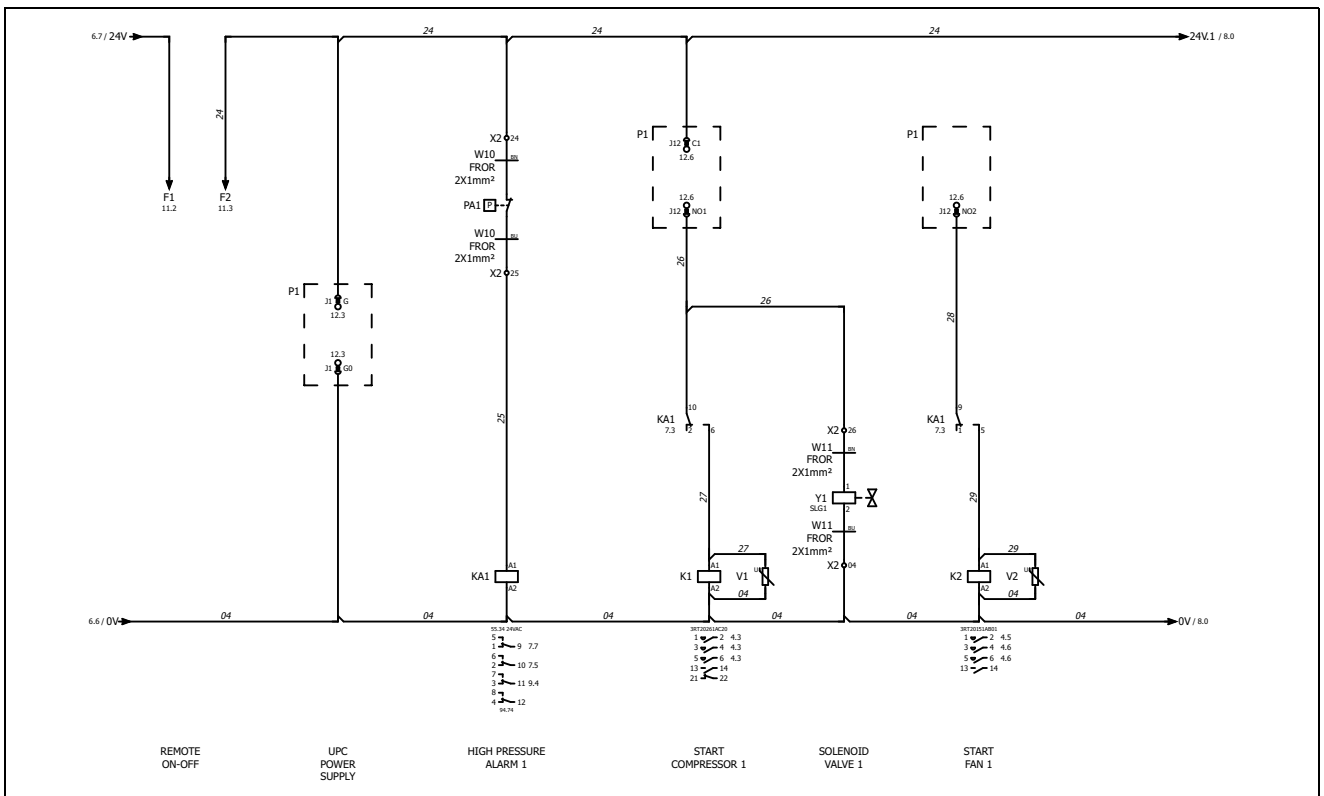 6.7 / 24V
24
24
24
24V.1 / 8.0
24
F1
11.2
F2
11.3
X2 24
W10
BN
FROR
2X1mm²
PA1
P
W10
BU
FROR
2X1mm²
X2 25
P1
J12 C1
12.6
12.6
J12 NO1
P1
12.6
J12 NO2
P1
J1 G
12.3
12.3
J1 G0
26
26
28
25
10
KA1
7.3
2
6
9
KA1
7.3
1
5
X2 26
W11
BN
FROR
2X1mm²
1
Y1
SLG1
2
W11
BU
FROR
2X1mm²
X2 04
27
29
KA1
A1
A2
27
K1
A1
A2
V1
U
04
29
K2
A1
A2
V2
U
04
6.6 / 0V
04
04
04
04
04
04
0V / 8.0
55.34 24VAC
5
1 9 7.7
6
2 10 7.5
7
3 11 9.4
8
4 12
94.74
3RT20261AC20
1 2 4.3
3 4 4.3
5 6 4.3
13 14
21 22
3RT20151AB01
1 2 4.5
3 4 4.6
5 6 4.6
13 14
REMOTE
ON-OFF
UPC
POWER
SUPPLY
HIGH PRESSURE
ALARM 1
START
COMPRESSOR 1
SOLENOID
VALVE 1
START
FAN 1